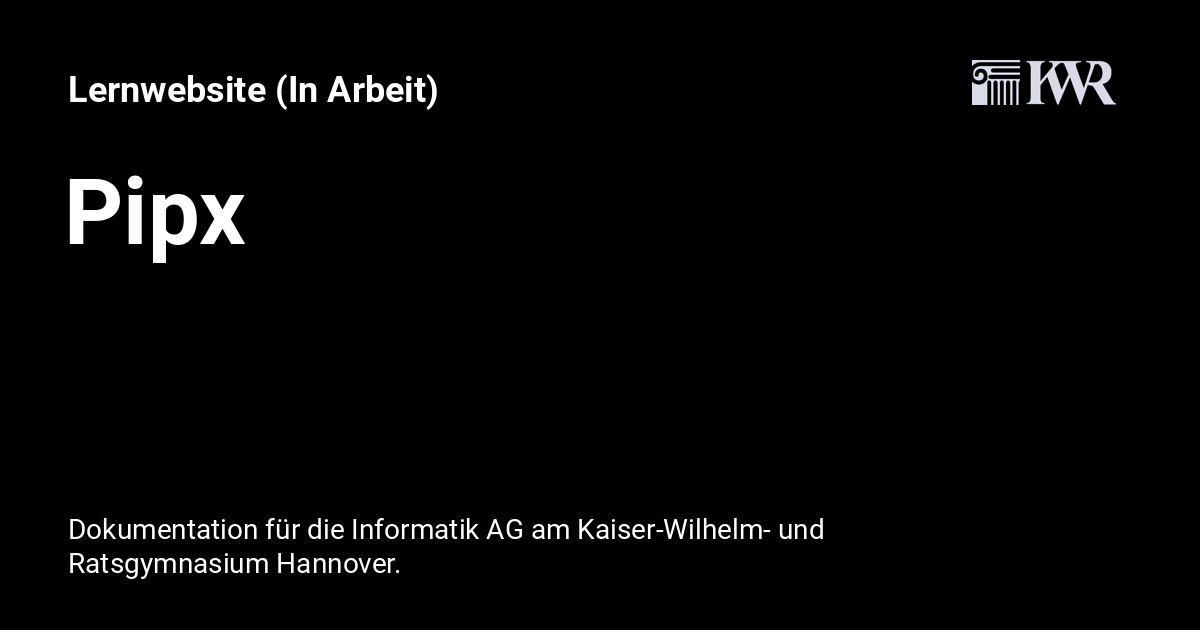 Lernwebsite (In Arbeit)
KWR
Pipx
Dokumentation für die Informatik AG am Kaiser-Wilhelm- und
Ratsgymnasium Hannover.